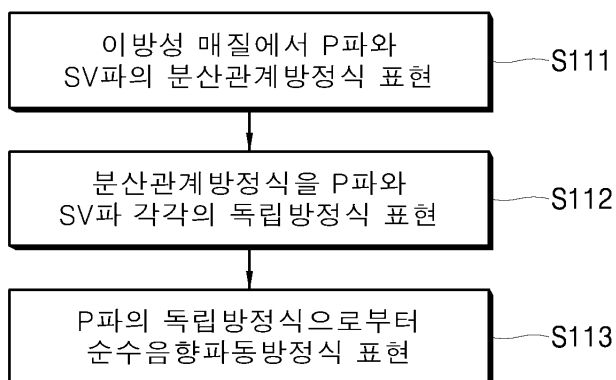 이방성 매질에서 P파와
SV파의 분산관계방정식 표현
S111
분산관계방정식을 P파와
SV파 각각의 독립방정식 표현
S112
P파의 독립방정식으로부터
순수음향파동방정식 표현
S113